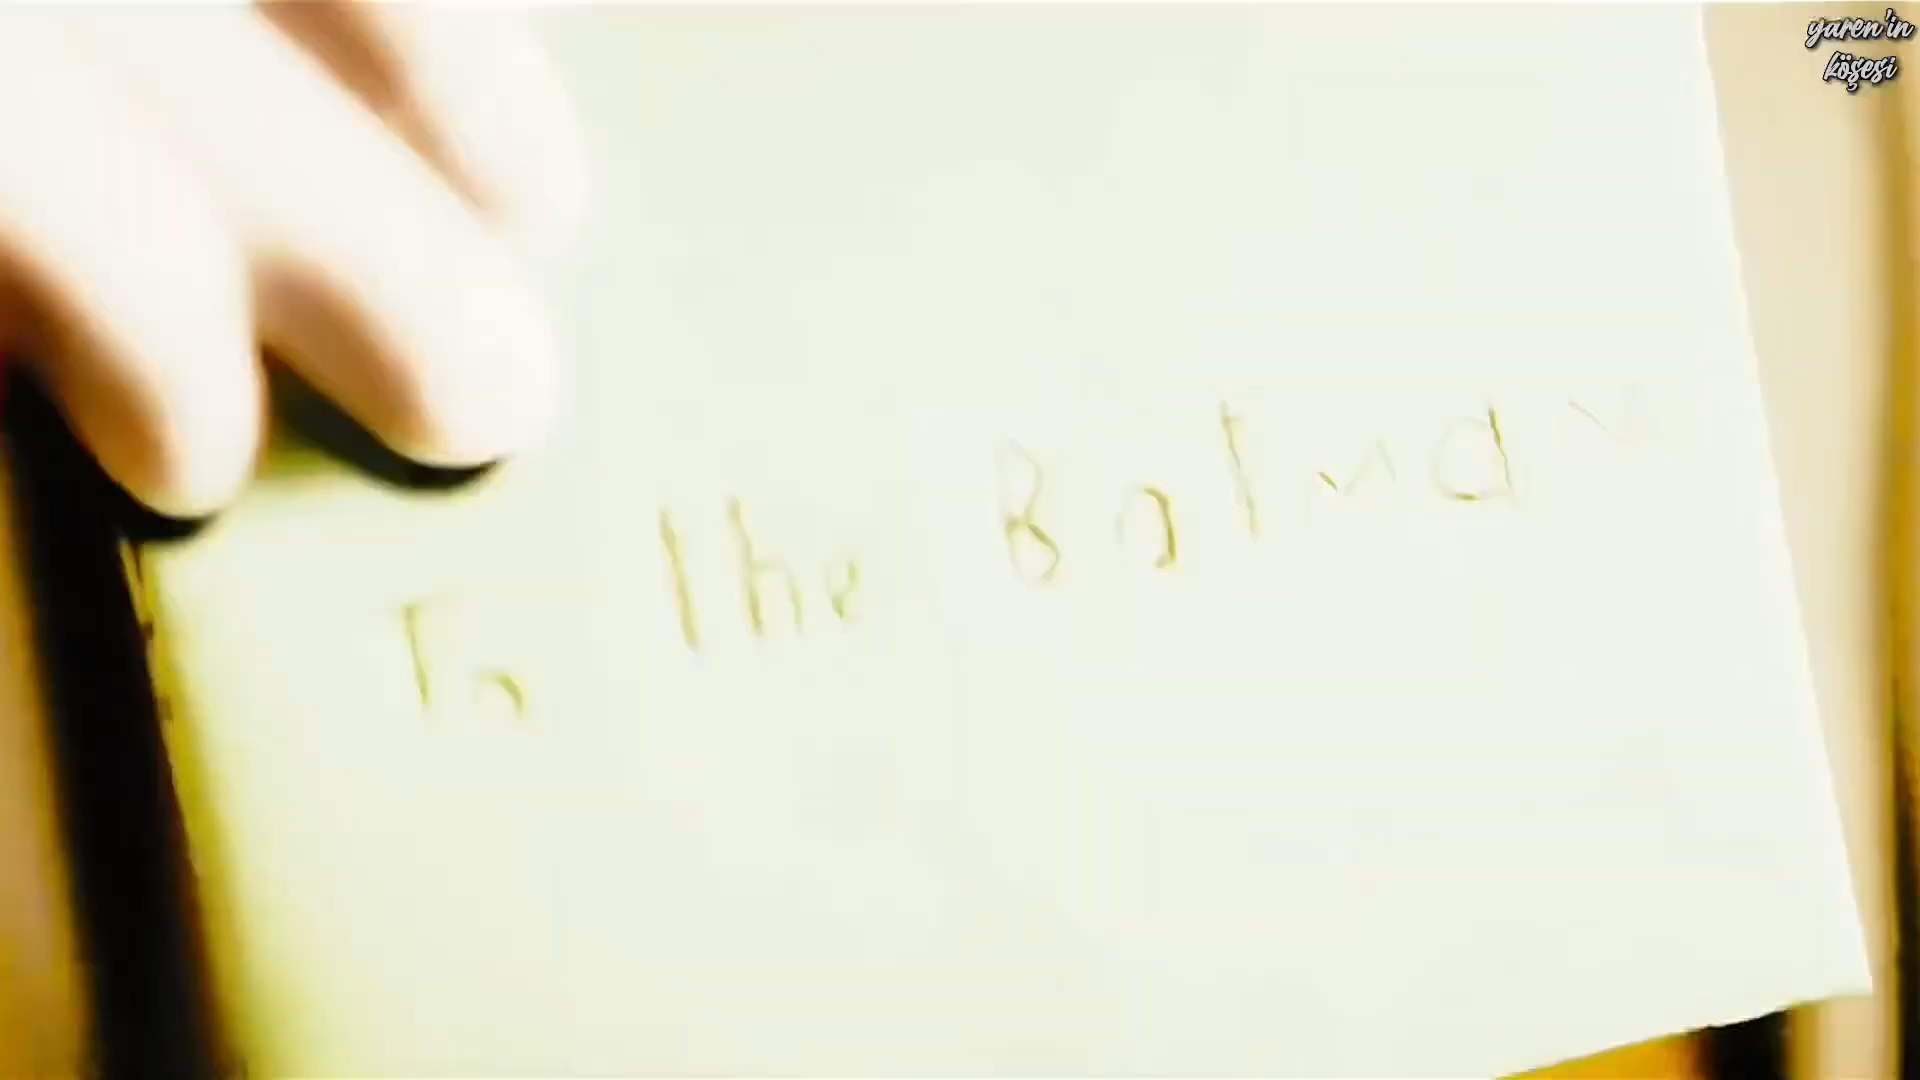 yaren'in
köşesi
To the Batman